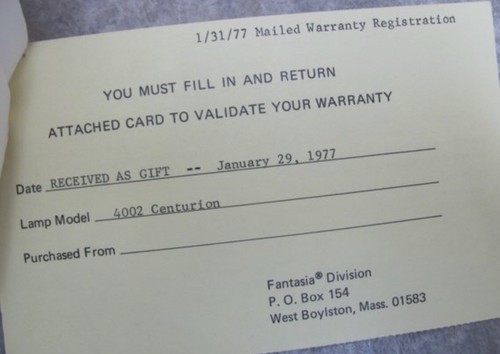 1/31/77 Mailed Warranty Registration
YOU MUST FILL IN AND RETURN
ATTACHED CARD TO VALIDATE YOUR WARRANTY
Date RECEIVED AS GIFT -- January 29, 1977
Lamp Model 4002 Centurion
Purchased From
Fantasia® Division
P. O. Box 154
West Boylston, Mass. 01583